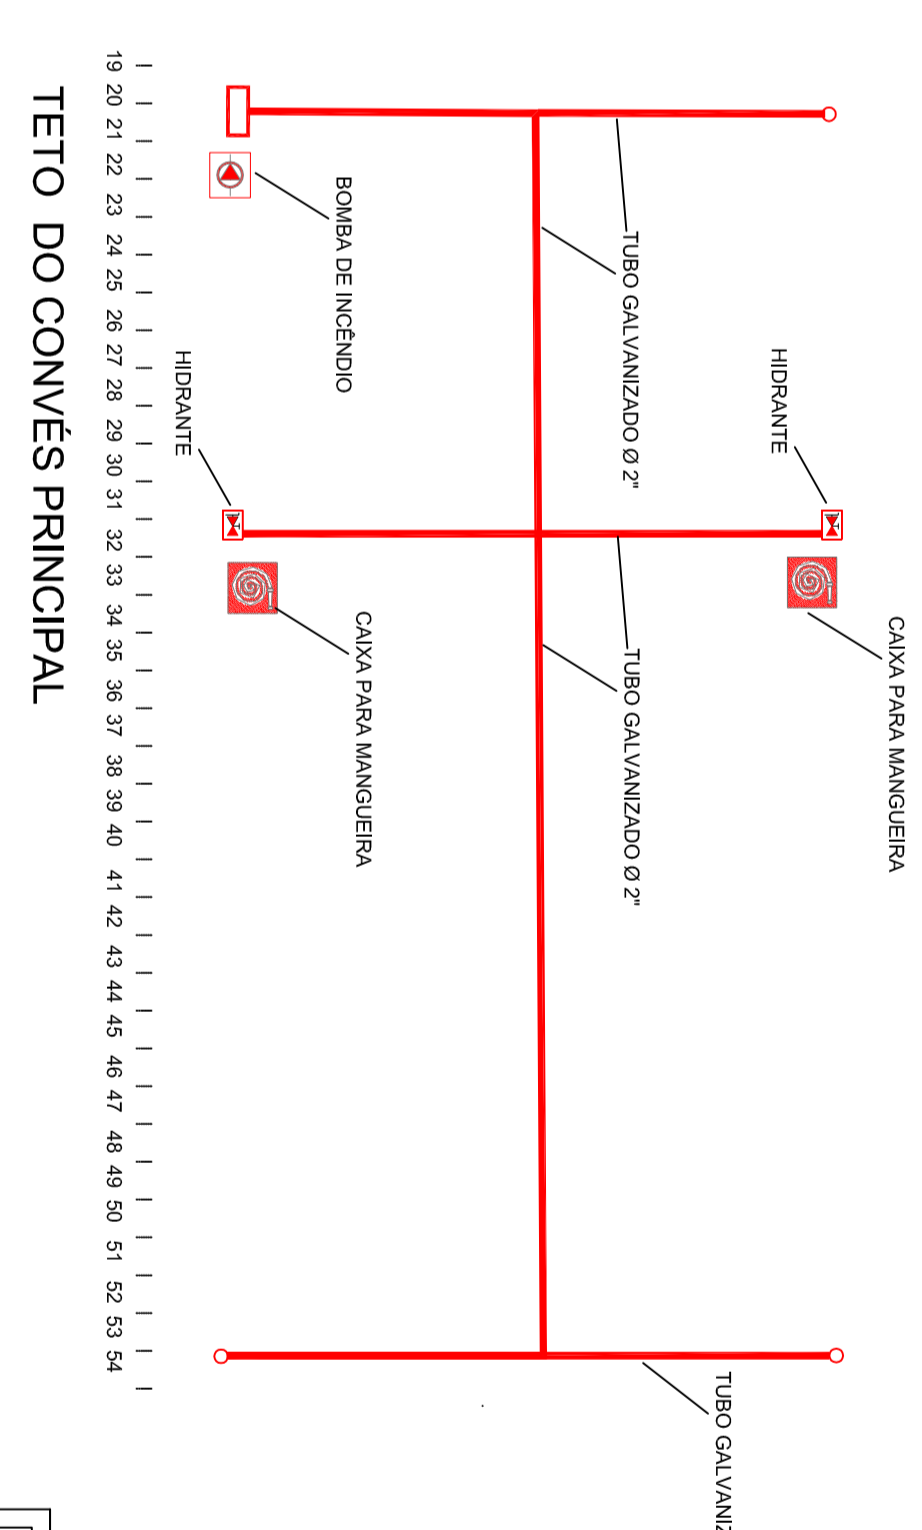 CAIXA PARA MANGUEIRA
HIDRANTE
TUBO GALVANIZ
TUBO GALVANIZADO Ø 2"
TUBO GALVANIZADO Ø 2"
BOMBA DE INCÊNDIO
CAIXA PARA MANGUEIRA
HIDRANTE
19 20 21 22 23 24 25 26 27 28 29 30 31 32 33 34 35 36 37 38 39 40 41 42 43 44 45 46 47 48 49 50 51 52 53 54
TETO DO CONVÉS PRINCIPAL